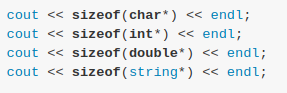 cout << sizeof(char*) << endl;
cout << sizeof(int*) << endl;
cout << sizeof(double*) << endl;
cout << sizeof(string*) << endl;